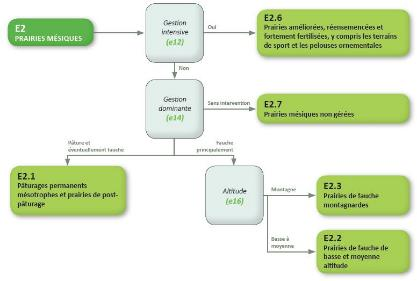 E2
PRAIRIES MÉSIQUES
Gestion
intensive
(e12)
Oui
E2.6
Prairies améliorées, réensemencées et
fortement fertilisées, y compris les terrains
de sport et les pelouses ornementales
Non
Gestion
dominante
(e14)
Sans intervention
E2.7
Prairies mésiques non gérées
Pâture et
éventuellement fauche
Fauche
principalement
E2.1
Pâturages permanents
mésotrophes et prairies de post-
pâturage
Altitude
(e16)
Montagne
E2.3
Prairies de fauche
montagnardes
Basse à
moyenne
E2.2
Prairies de fauche de
basse et moyenne
altitude